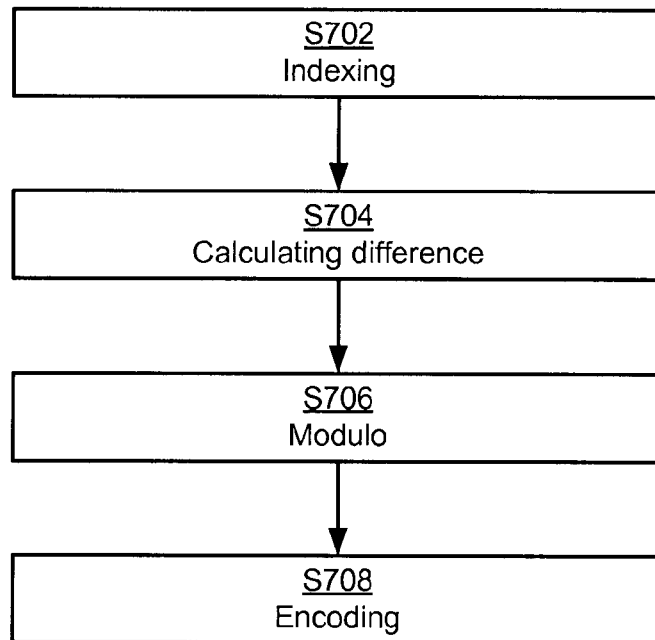 S702
Indexing
S704
Calculating difference
S706
Modulo
S708
Encoding